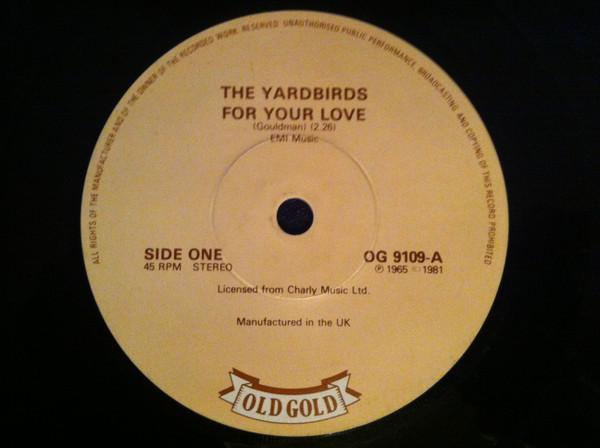 ALL RIGHTS OF THE MANUFACTURER AND OF THE OWNER OF THE RECORDED WORK RESERVED. UNAUTHORISED PUBLIC PERFORMANCE, BROADCASTING AND COPYING OF THIS RECORD PROHIBITED
THE YARDBIRDS
FOR YOUR LOVE
(Gouldman) (2.26)
EMI Music
SIDE ONE OG 9109-A
45 RPM STEREO ℗ 1965 © 1981
Licensed from Charly Music Ltd.
Manufactured in the UK
OLD GOLD